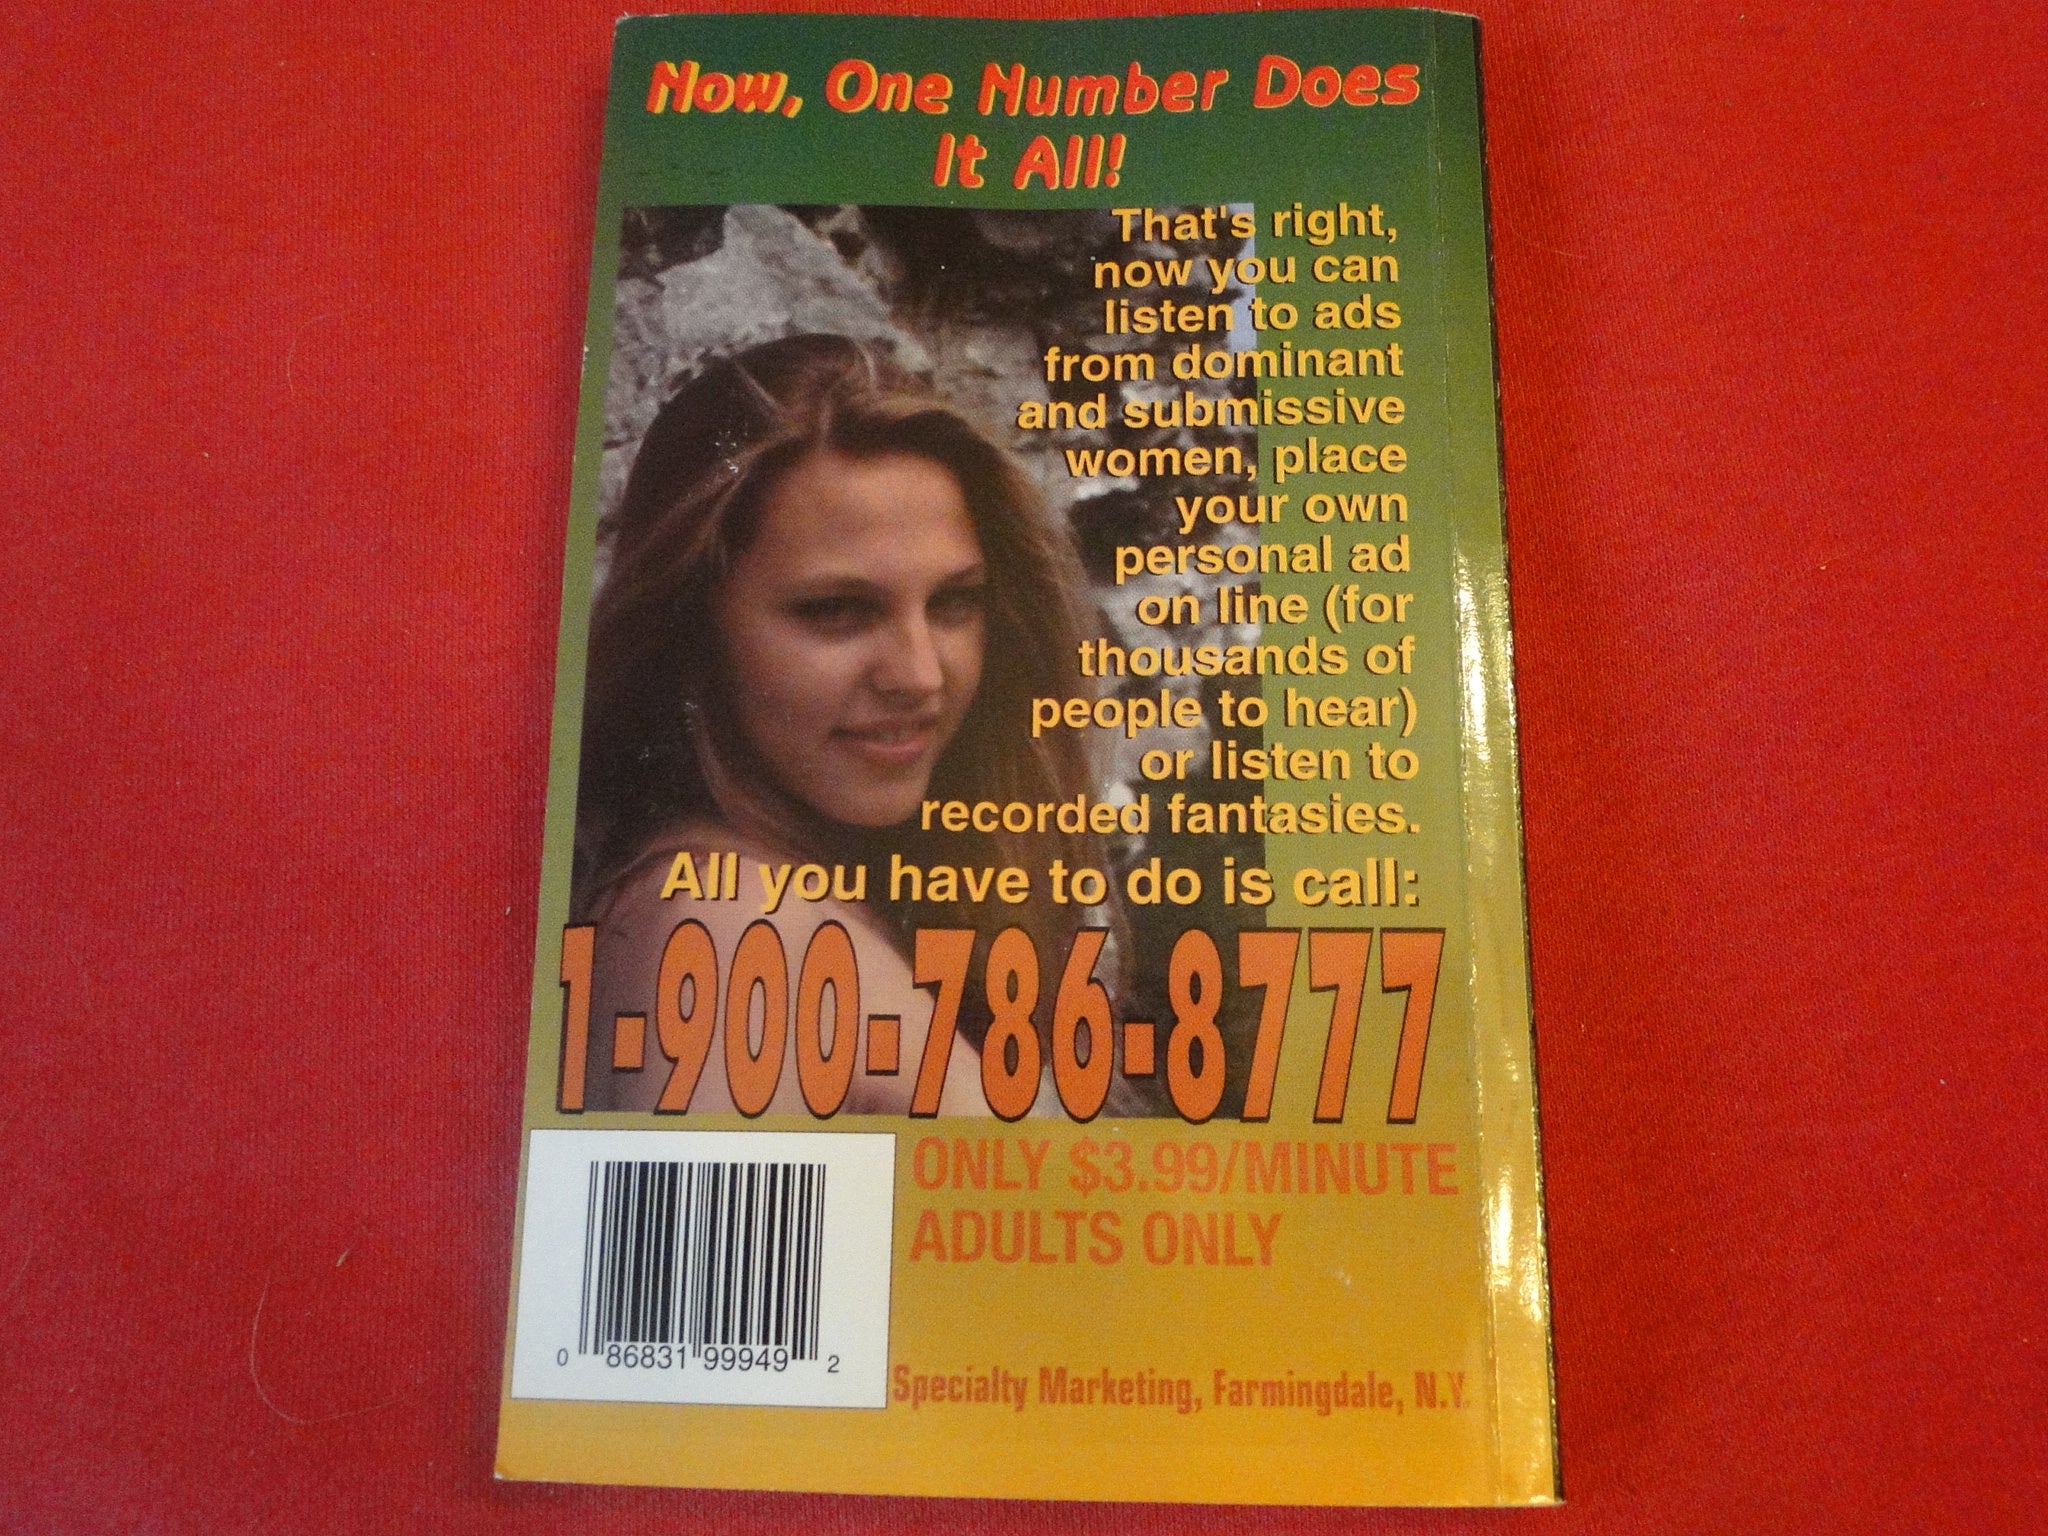 Now, One Number Does
It All!
That's right,
now you can
listen to ads
from dominant
and submissive
women, place
your own
personal ad
on line (for
thousands of
people to hear)
or listen to
recorded fantasies.
All you have to do is call:
1-900-786-8777
ONLY $3.99/MINUTE
ADULTS ONLY
0 86831 99949 2
Specialty Marketing, Farmingdale, N.Y.